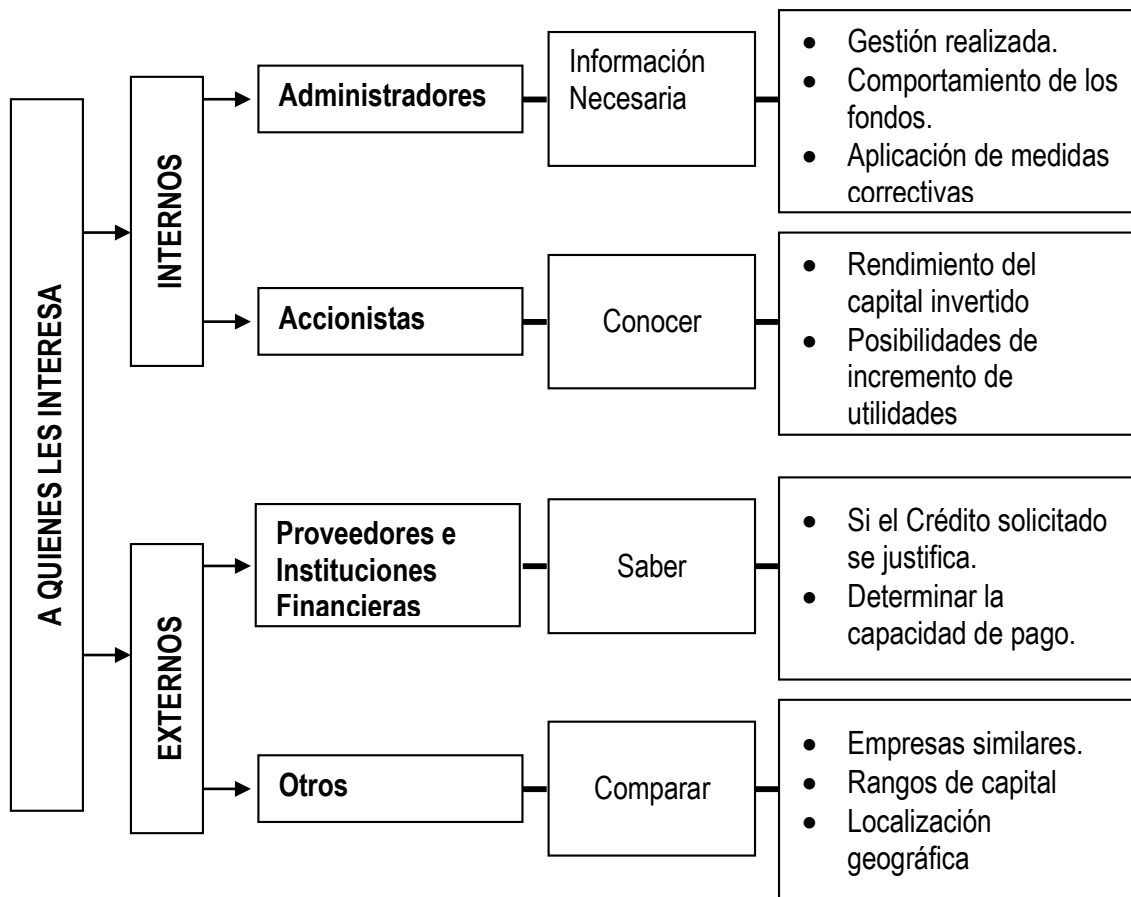 A QUIENES LES INTERESA
INTERNOS
Administradores
Información
Necesaria
• Gestión realizada.
• Comportamiento de los
fondos.
• Aplicación de medidas
correctivas
Accionistas
Conocer
• Rendimiento del
capital invertido
• Posibilidades de
incremento de
utilidades
EXTERNOS
Proveedores e
Instituciones
Financieras
Saber
• Si el Crédito solicitado
se justifica.
• Determinar la
capacidad de pago.
Otros
Comparar
• Empresas similares.
• Rangos de capital
• Localización
geográfica